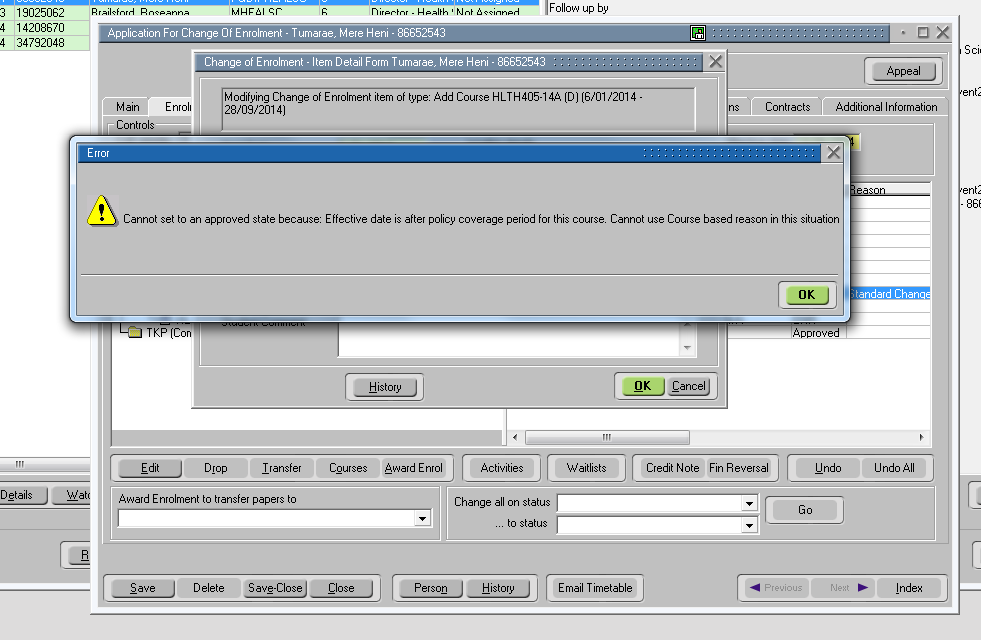 3 19025062 Brailsford, Roseanna MHEALSC 6 Director - Health Not Assigned
4 14208670
4 34792048
Follow up by
Application For Change Of Enrolment - Tumarae, Mere Heni - 86652543
Change of Enrolment - Item Detail Form Tumarae, Mere Heni - 86652543
Appeal
Modifying Change of Enrolment item of type: Add Course HLTH405-14A (D) (6/01/2014 -
28/09/2014)
Main Enrol Contracts Additional Information
Controls
Error
Reason
Cannot set to an approved state because: Effective date is after policy coverage period for this course. Cannot use Course based reason in this situation
OK
Standard Change
Student Comment
TKP (Con Approved
History OK Cancel
Edit Drop Transfer Courses Award Enrol Activities Waitlists Credit Note Fin Reversal Undo Undo All
Award Enrolment to transfer papers to
Change all on status
... to status
Go
Details
Save Delete Save-Close Close Person History Email Timetable Previous Next Index